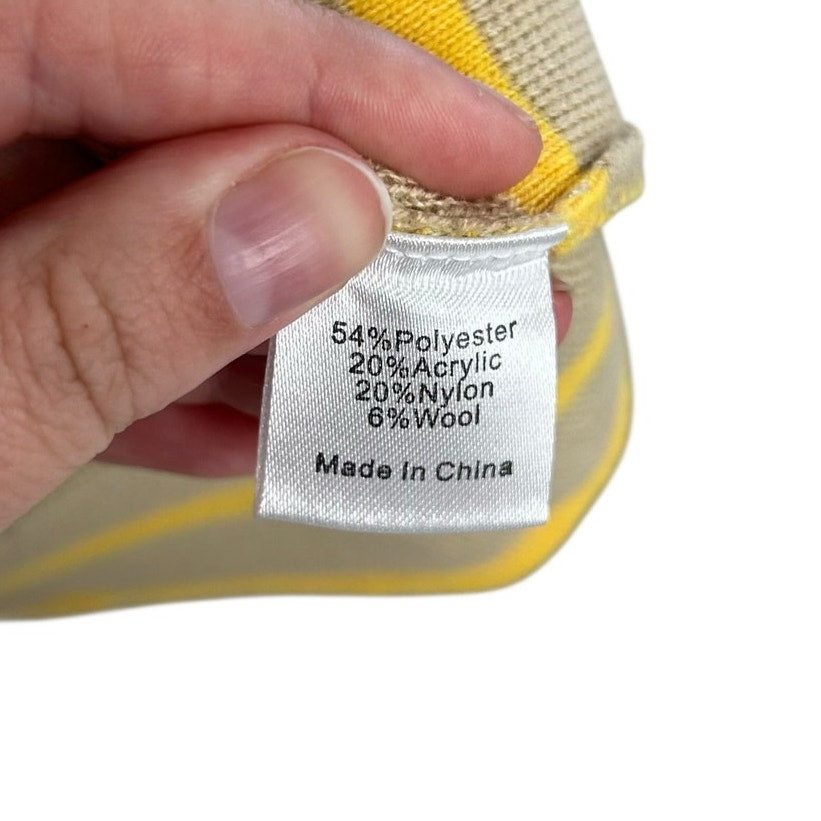 54%Polyester
20%Acrylic
20%Nylon
6%Wool
Made In China